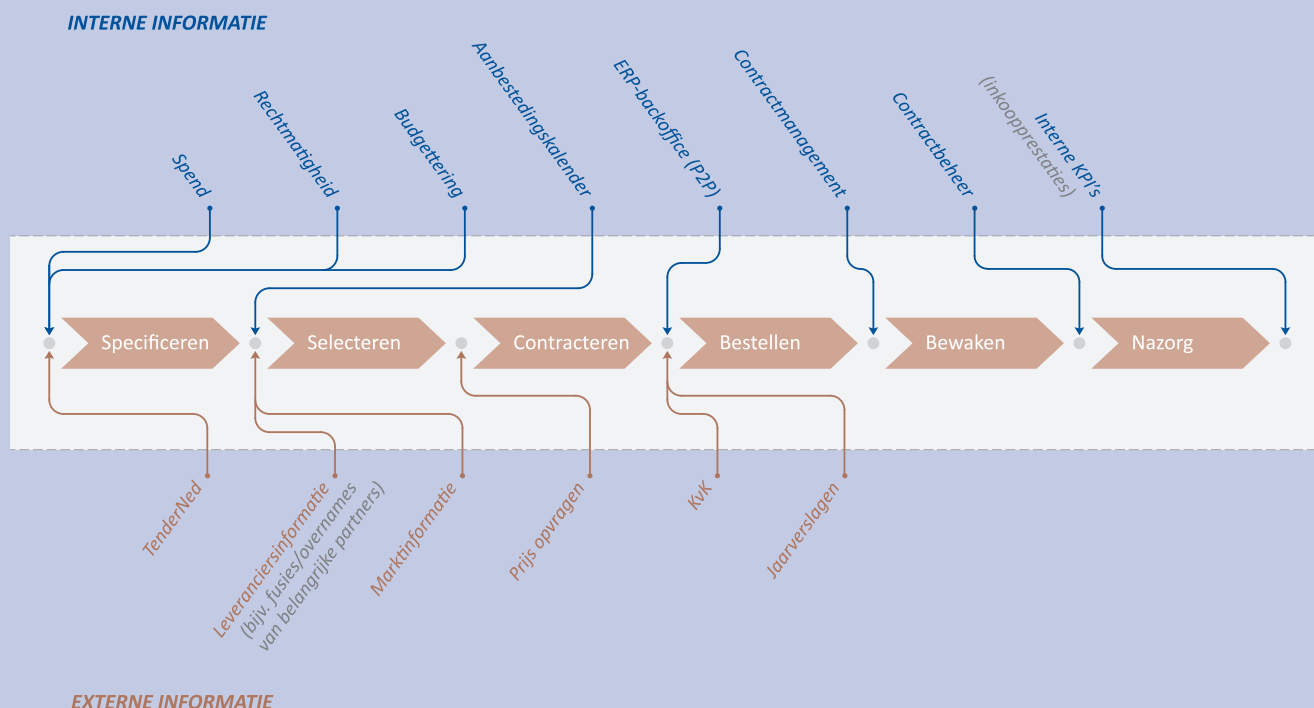 INTERNE INFORMATIE
Spend
Rechtmatigheid
Budgettering
Aanbestedingskalender
ERP-backoffice (P2P)
Contractmanagement
Contractbeheer
Interne KPI's
(inkoopprestaties)
Specificeren
Selecteren
Contracteren
Bestellen
Bewaken
Nazorg
TenderNed
Leveranciersinformatie
(bijv. fusies/overnames
van belangrijke partners)
Marktinformatie
Prijs opvragen
KvK
Jaarverslagen
EXTERNE INFORMATIE